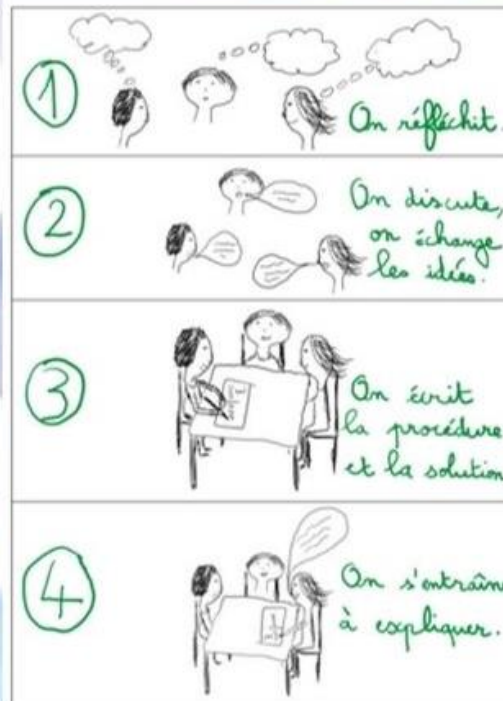 1
On réfléchit.
2
On discute,
on échange
les idées.
3
On écrit
la procédure
et la solution
4
On s'entraîn
à expliquer.